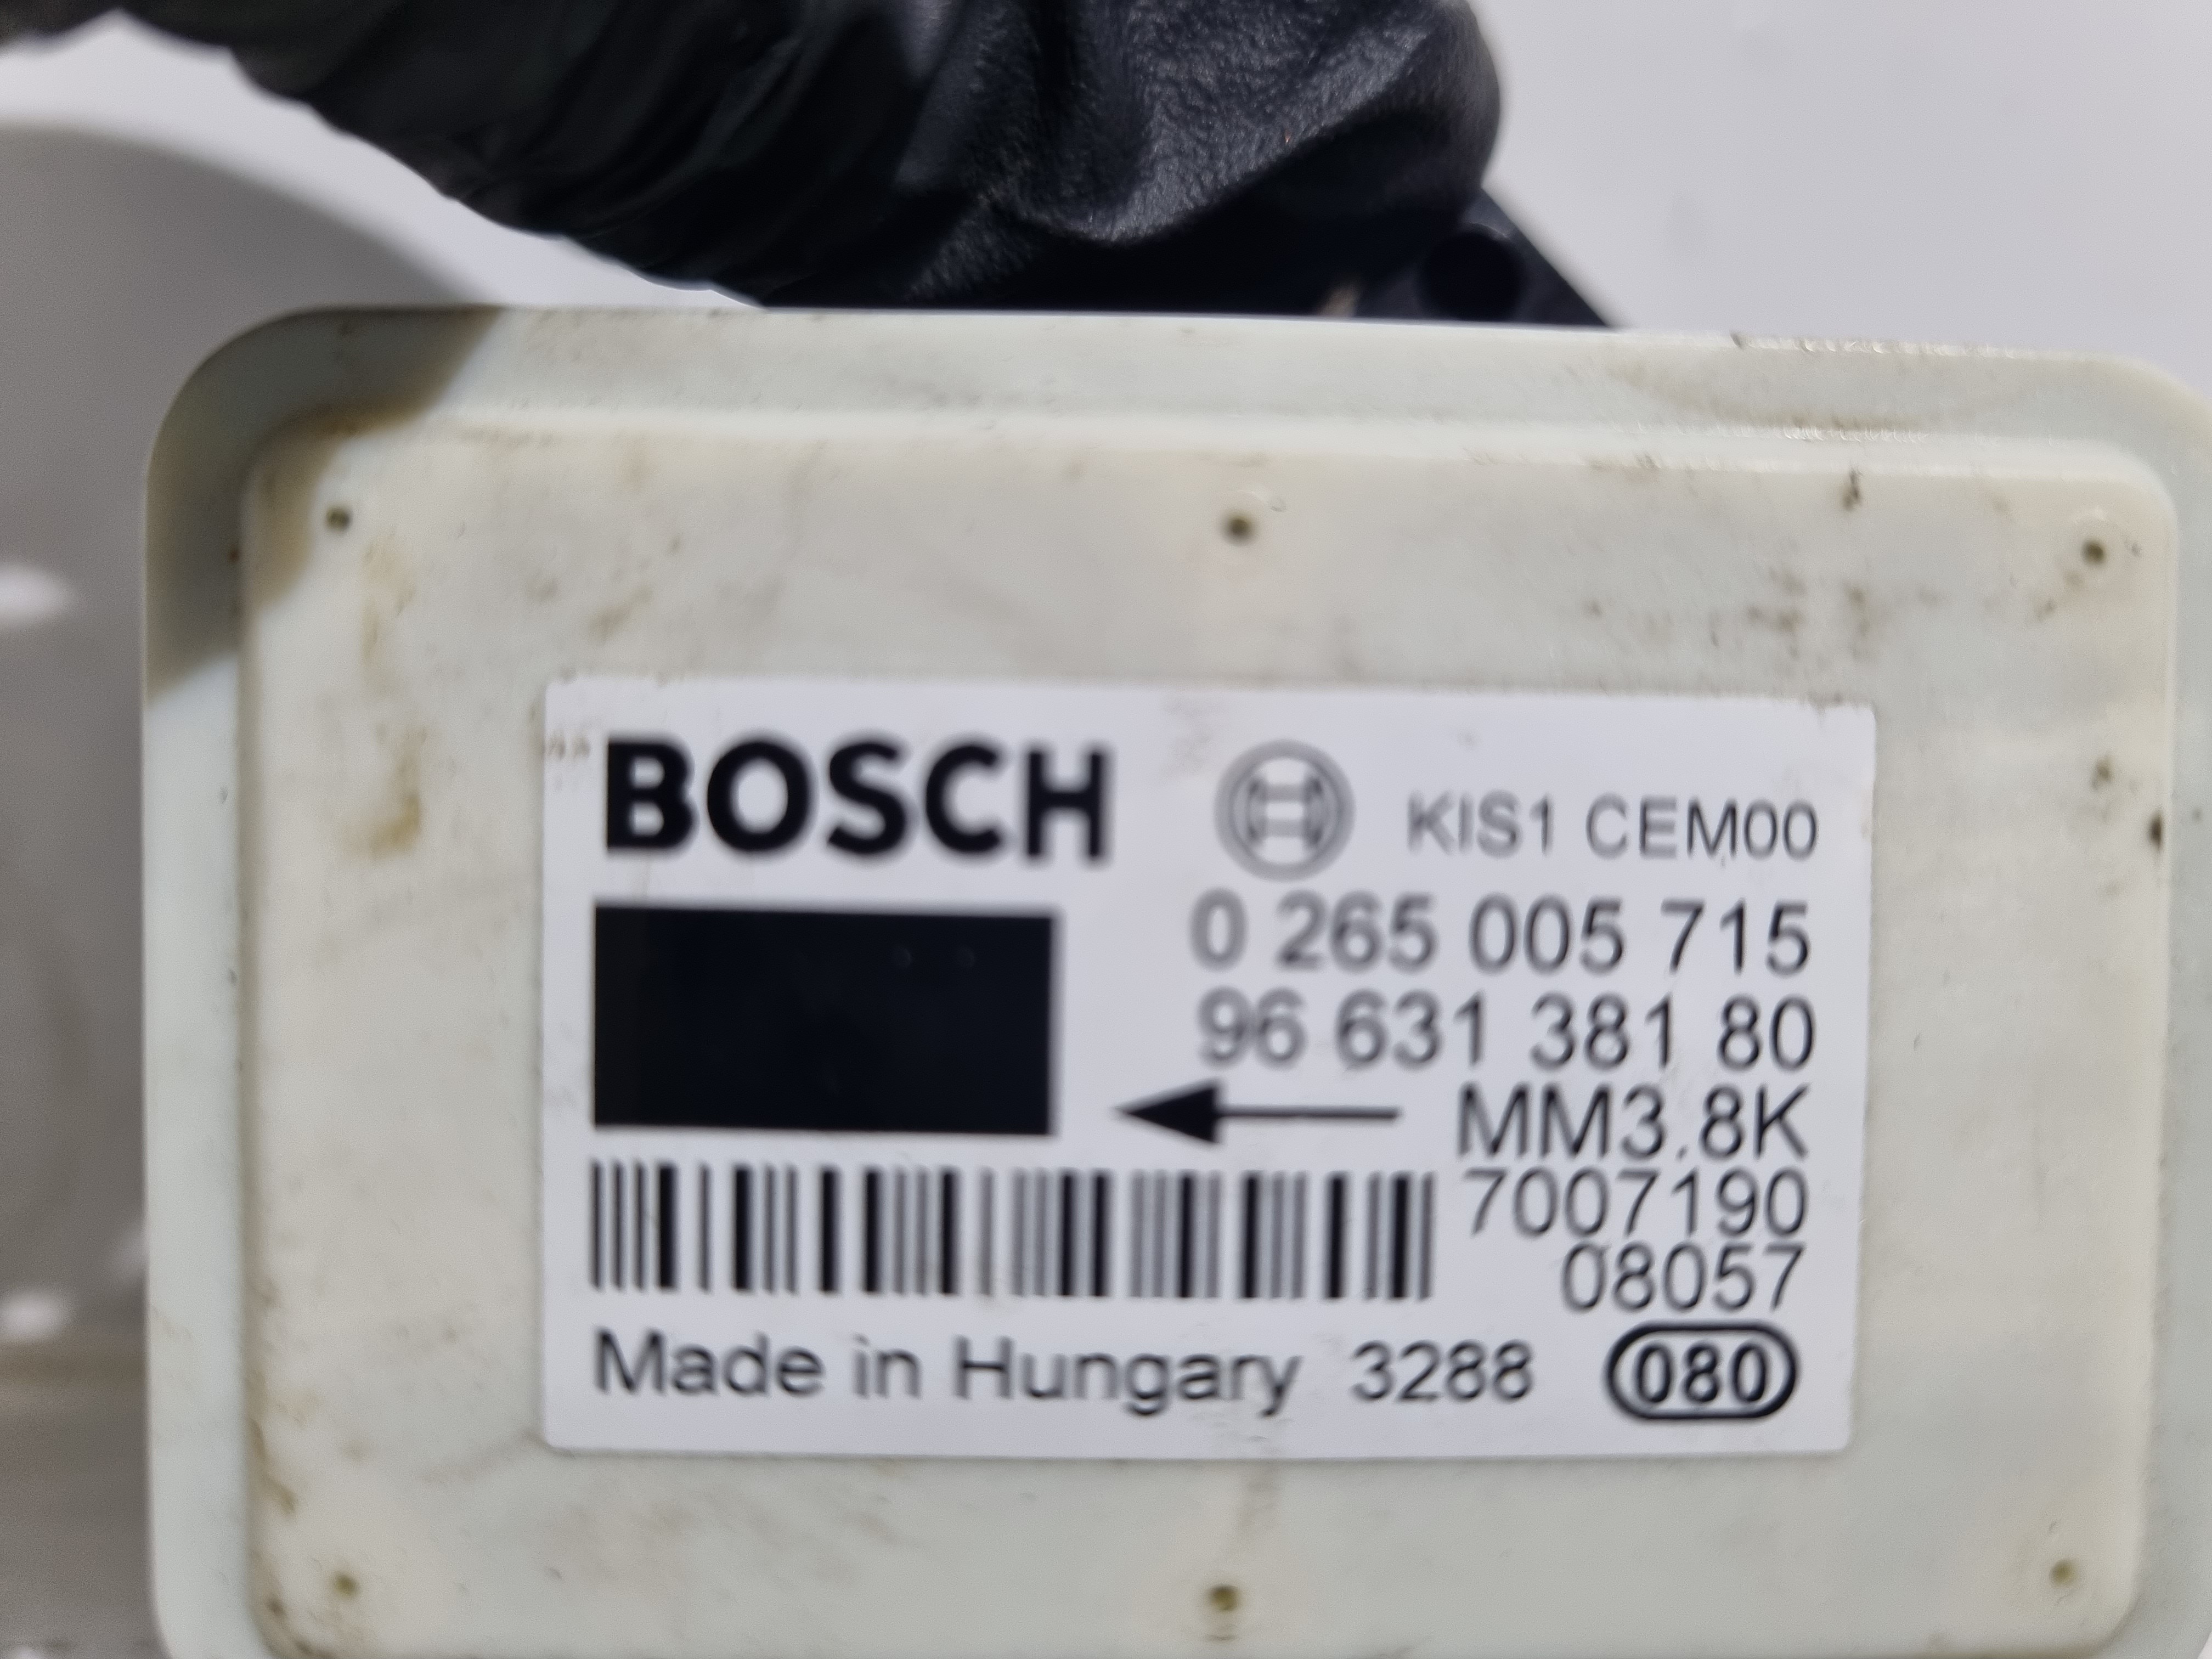 BOSCH KIS1 CEM00
0 265 005 715
96 631 381 80
MM3.8K
7007190
08057
Made in Hungary 3288 080